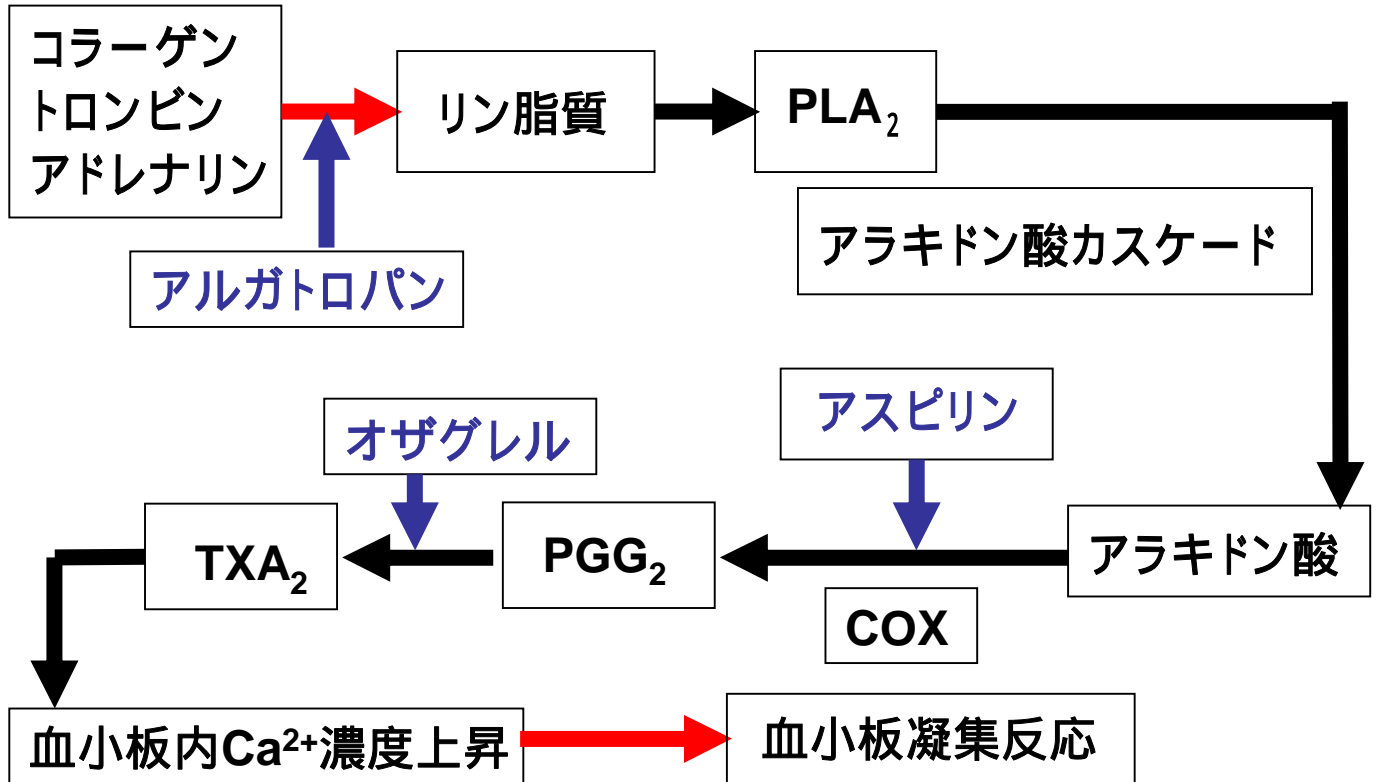 コラーゲン
トロンビン
アドレナリン
リン脂質
PLA₂
アラキドン酸カスケード
アルガトロパン
アスピリン
オザグレル
TXA₂
PGG₂
アラキドン酸
COX
血小板内Ca²⁺濃度上昇
血小板凝集反応